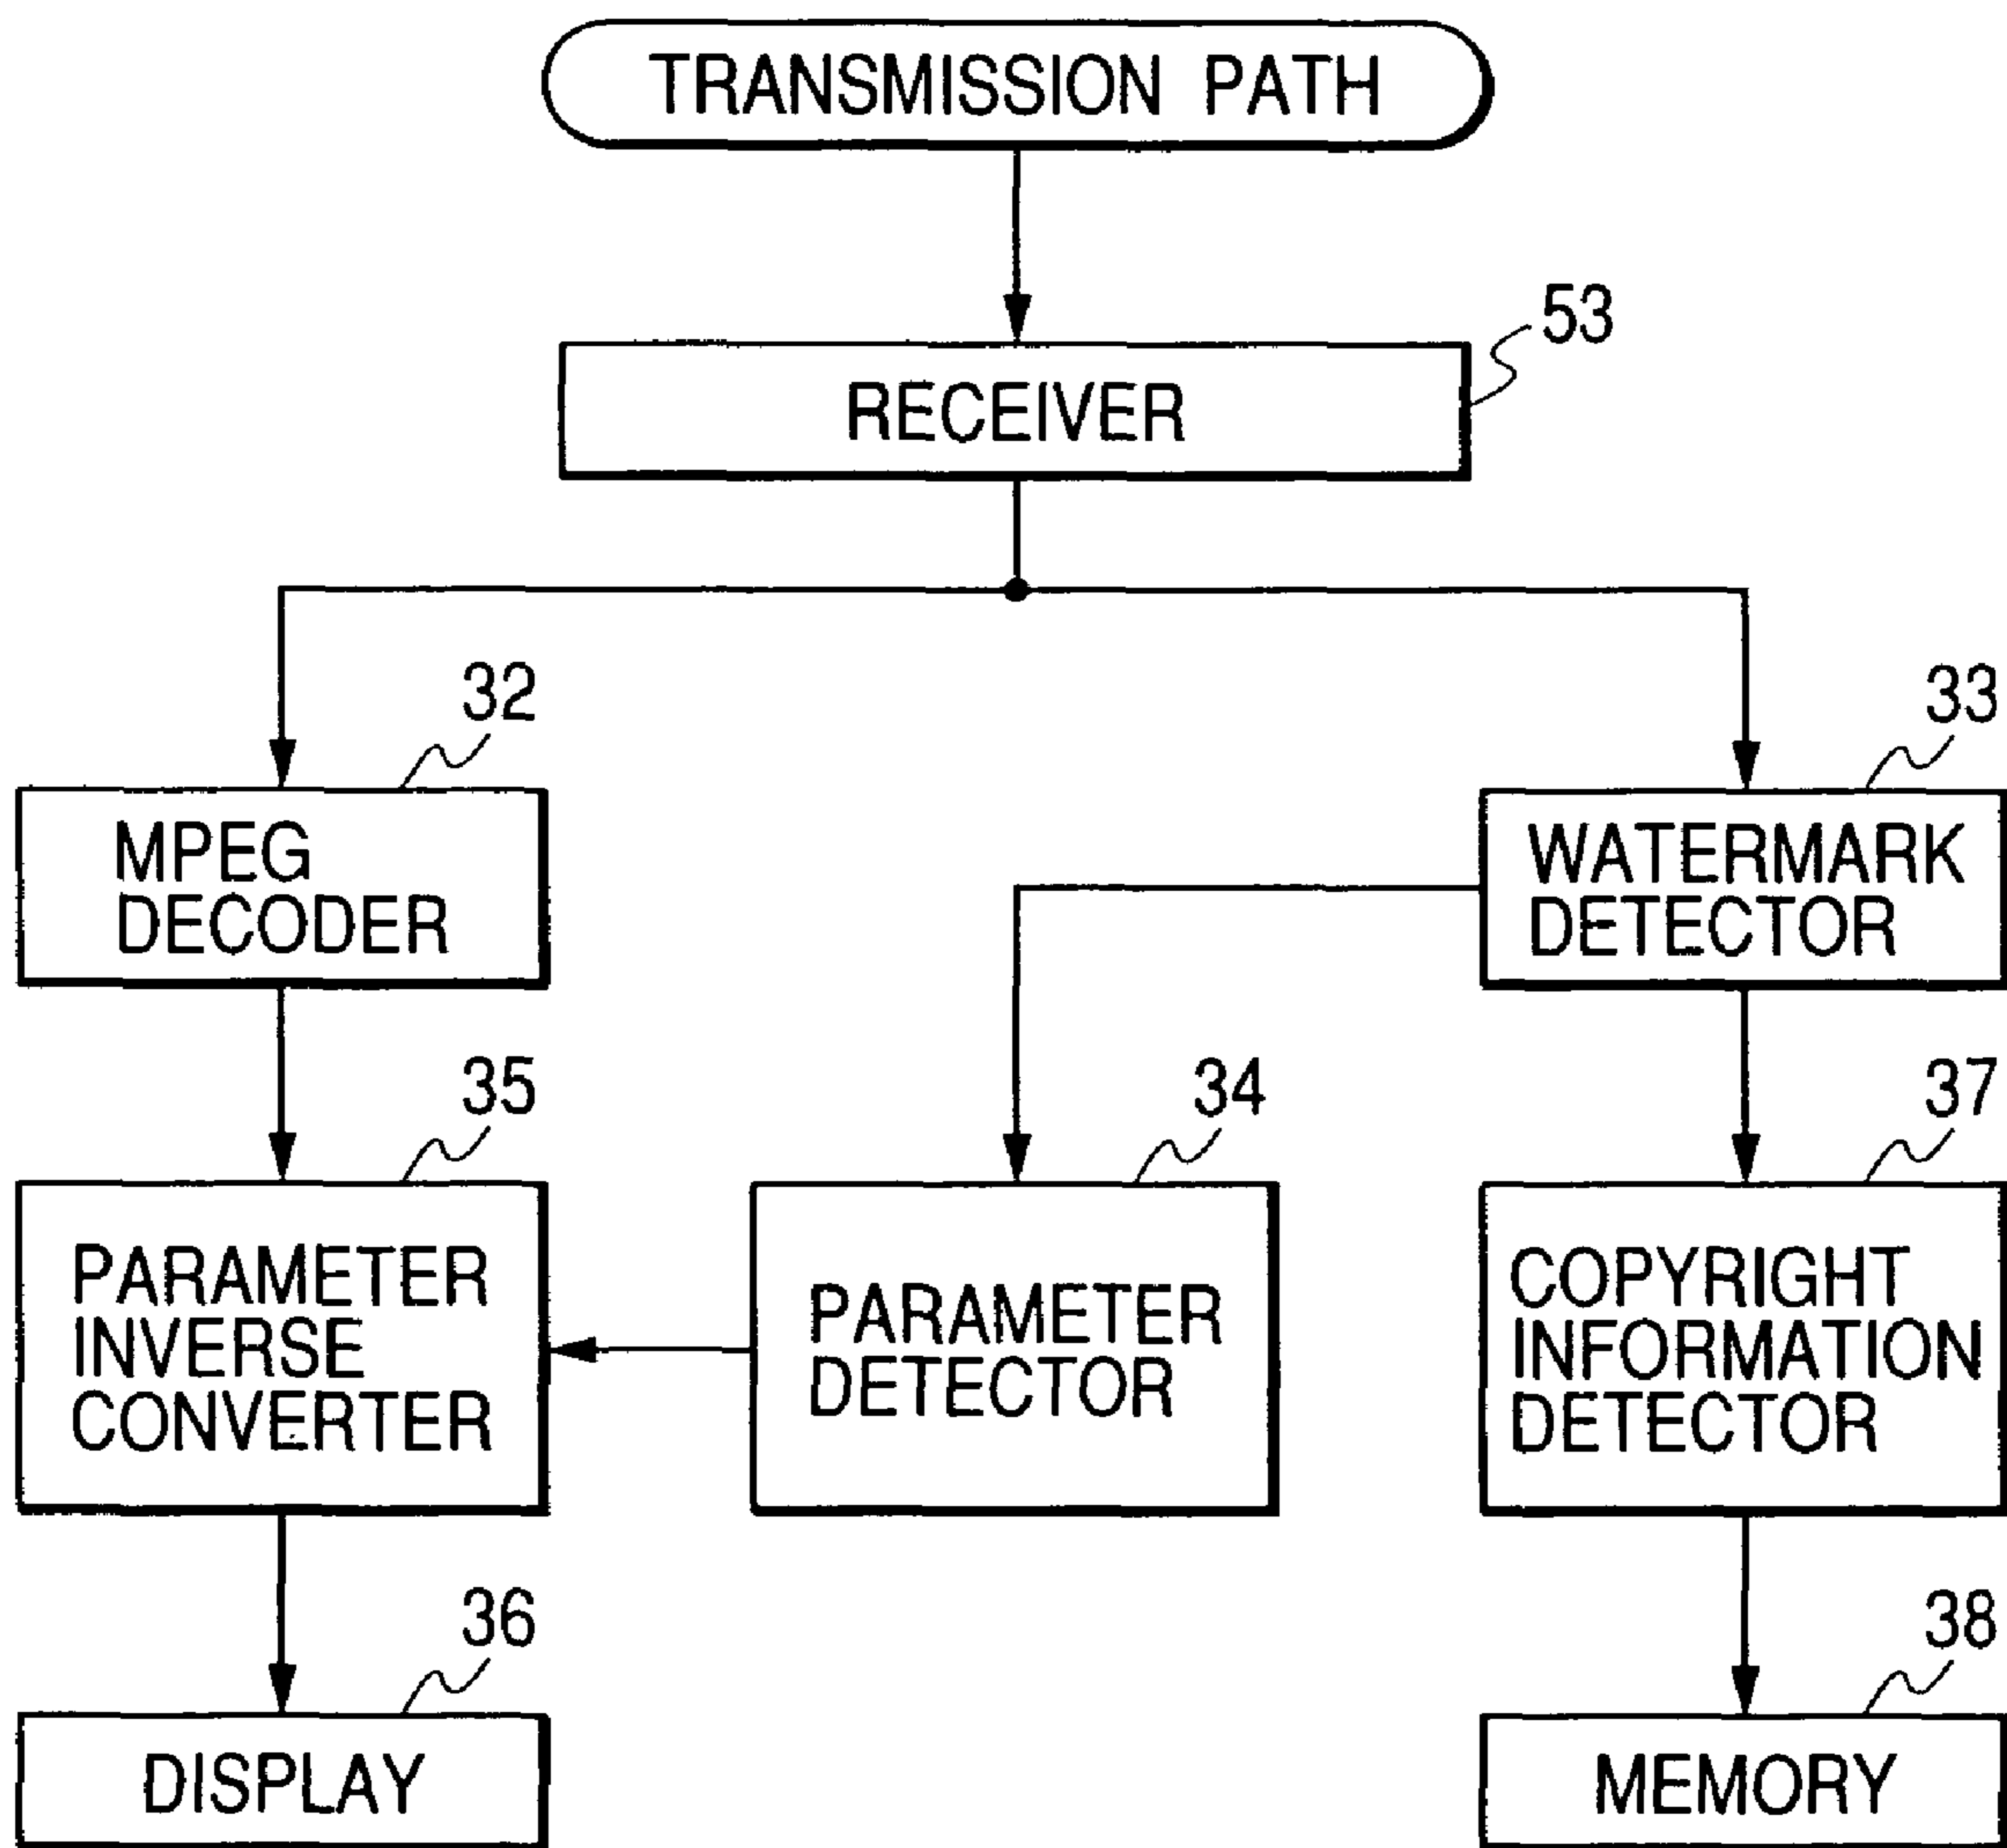 TRANSMISSION PATH
53
RECEIVER
32
33
MPEG
DECODER
WATERMARK
DETECTOR
35
34
37
PARAMETER
INVERSE
CONVERTER
PARAMETER
DETECTOR
COPYRIGHT
INFORMATION
DETECTOR
36
38
DISPLAY
MEMORY